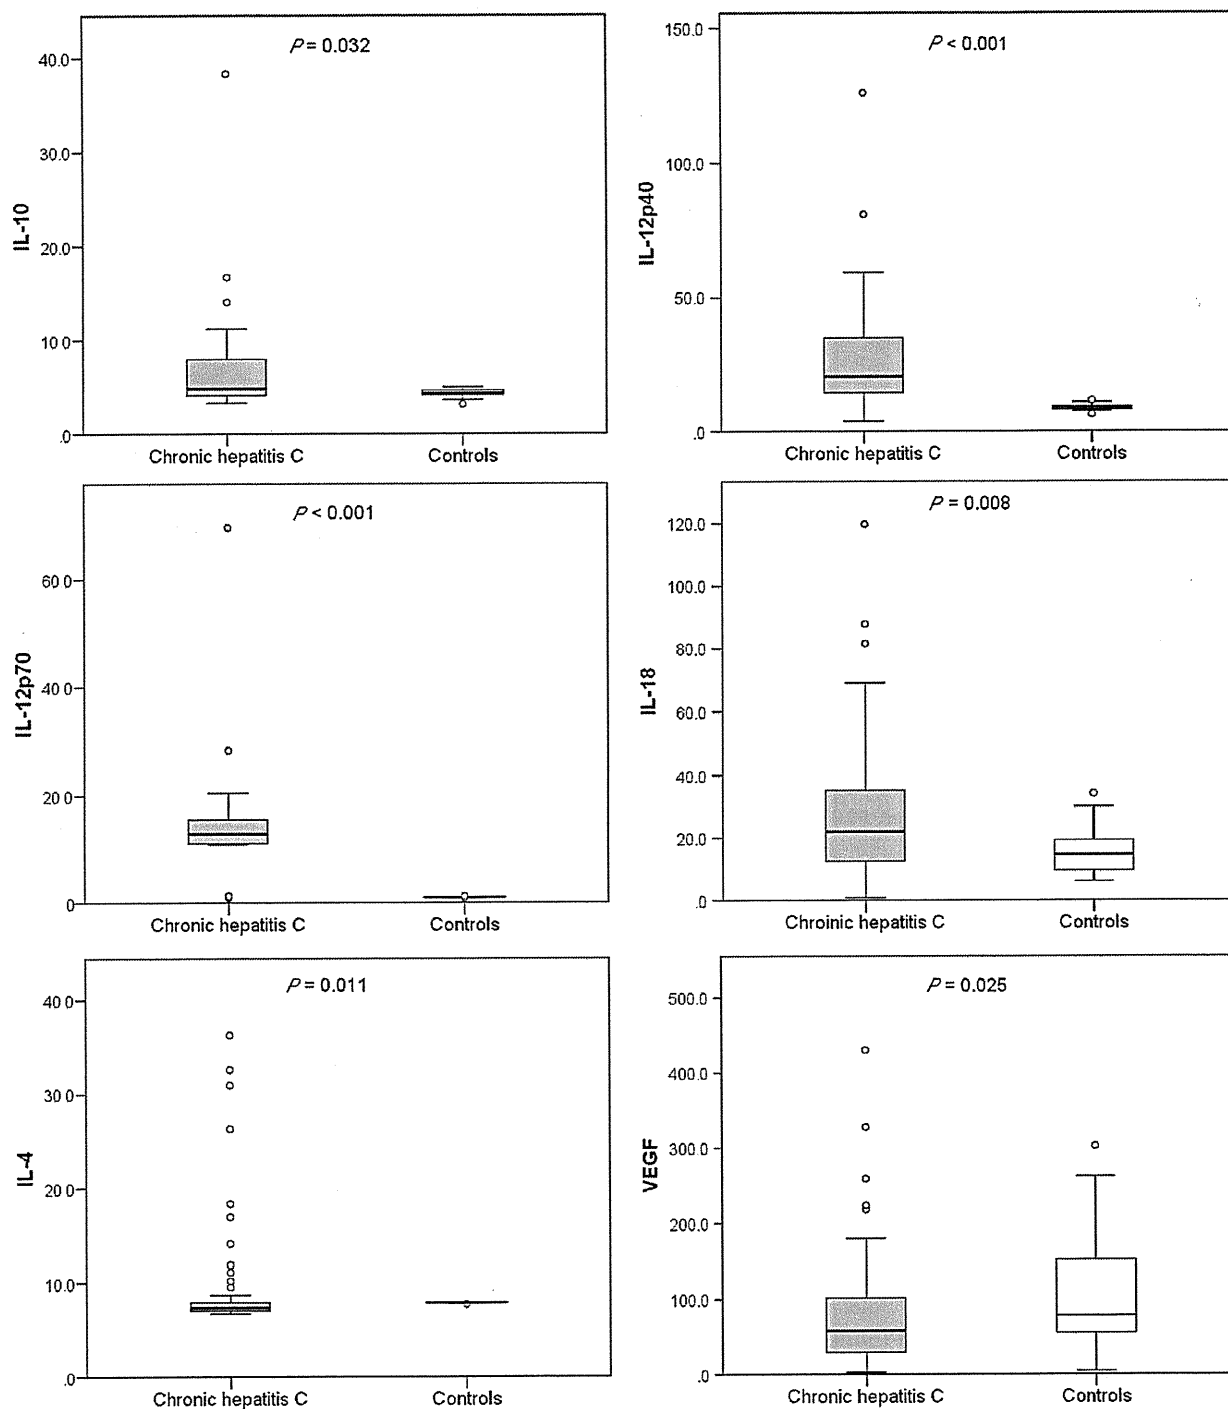 P = 0.032
40.0
30.0
20.0
10.0
.0
IL-10
Chronic hepatitis C
Controls
P < 0.001
150.0
100.0
50.0
.0
IL-12p40
Chronic hepatitis C
Controls
P < 0.001
60 0
40 0
20 0
0
IL-12p70
Chronic hepatitis C
Controls
P = 0.008
120.0
100.0
80.0
60.0
40.0
20.0
.0
IL-18
Chroinic hepatitis C
Controls
P = 0.011
40 0
30 0
20 0
10 0
.0
IL-4
Chronic hepatitis C
Controls
P = 0.025
500.0
400.0
300.0
200.0
100.0
.0
VEGF
Chronic hepatitis C
Controls